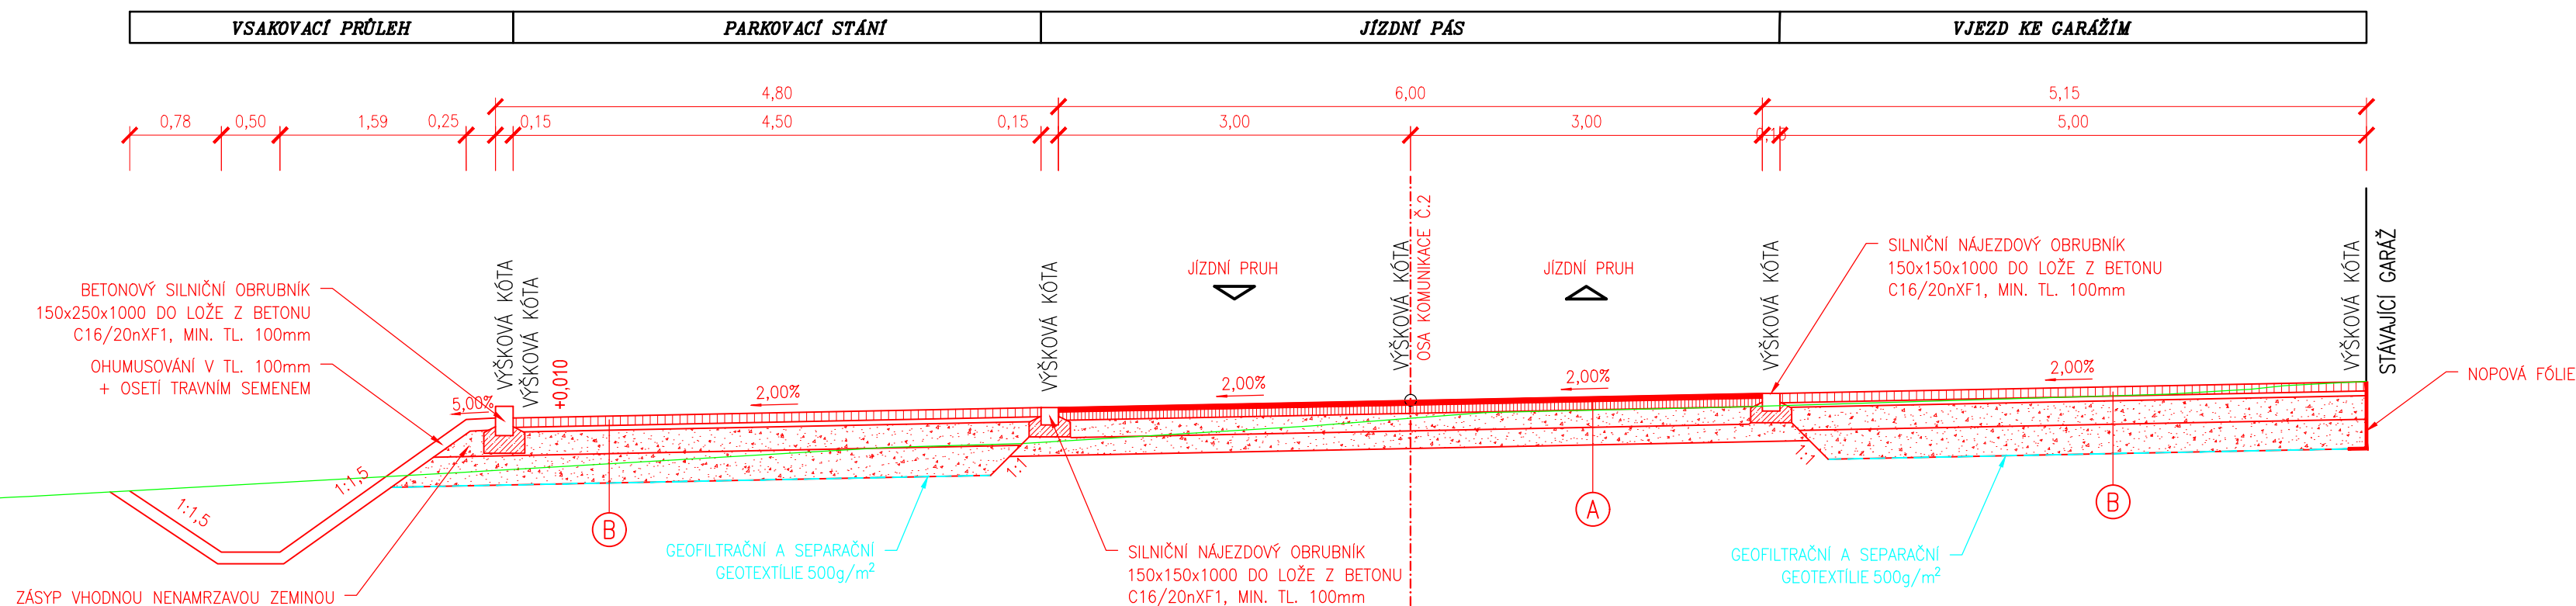 VSAKOVACÍ PRŮLEH
PARKOVACÍ STÁNÍ
JÍZDNÍ PÁS
VJEZD KE GARÁŽÍM
4,80
6,00
5,15
0,78
0,50
1,59
0,25
0,15
4,50
0,15
3,00
3,00
0,15
5,00
BETONOVÝ SILNIČNÍ OBRUBNÍK
150x250x1000 DO LOŽE Z BETONU
C16/20nXF1, MIN. TL. 100mm
OHUMUSOVÁNÍ V TL. 100mm
+ OSETÍ TRAVNÍM SEMENEM
VÝŠKOVÁ KÓTA
VÝŠKOVÁ KÓTA
+0,010
VÝŠKOVÁ KÓTA
JÍZDNÍ PRUH
VÝŠKOVÁ KÓTA
OSA KOMUNIKACE Č.2
JÍZDNÍ PRUH
VÝŠKOVÁ KÓTA
SILNIČNÍ NÁJEZDOVÝ OBRUBNÍK
150x150x1000 DO LOŽE Z BETONU
C16/20nXF1, MIN. TL. 100mm
VÝŠKOVÁ KÓTA
STÁVAJÍCÍ GARÁŽ
NOPOVÁ FÓLIE
5,00%
2,00%
2,00%
2,00%
2,00%
1:1,5
1:1,5
1:1
1:1
B
A
B
GEOFILTRAČNÍ A SEPARAČNÍ
GEOTEXTÍLIE 500g/m²
SILNIČNÍ NÁJEZDOVÝ OBRUBNÍK
150x150x1000 DO LOŽE Z BETONU
C16/20nXF1, MIN. TL. 100mm
GEOFILTRAČNÍ A SEPARAČNÍ
GEOTEXTÍLIE 500g/m²
ZÁSYP VHODNOU NENAMRZAVOU ZEMINOU